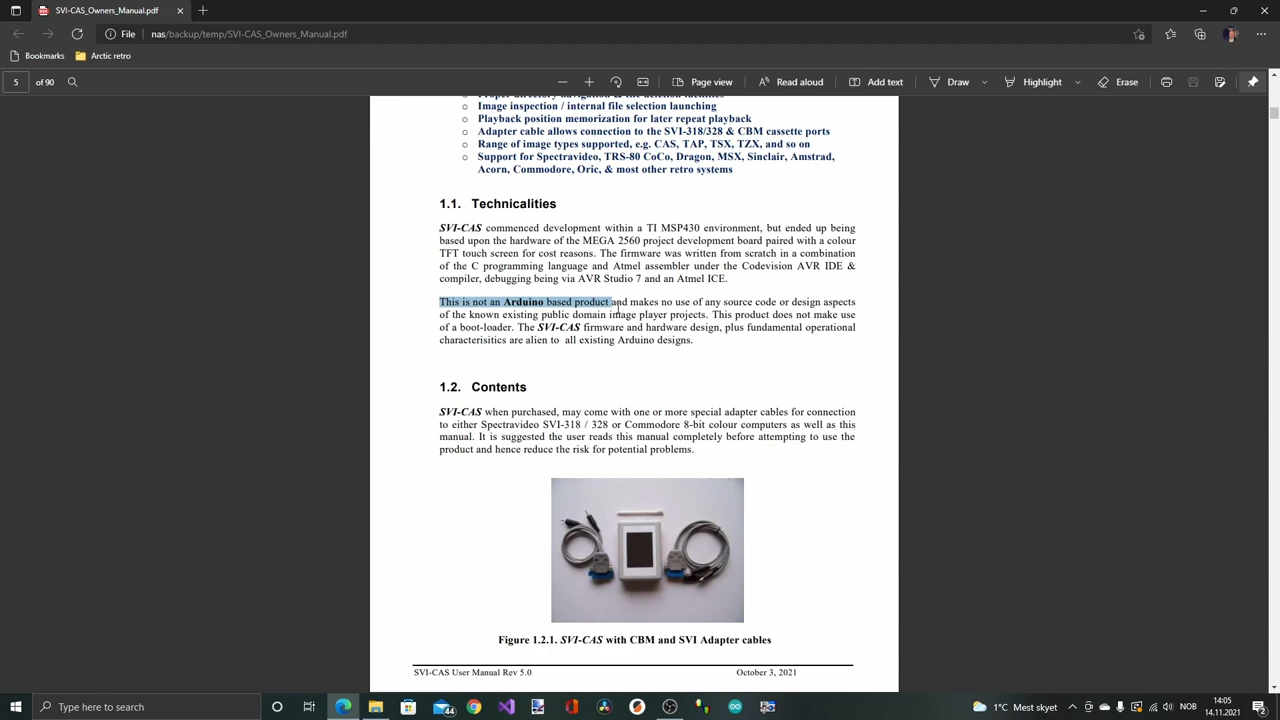 SVI-CAS_Owners_Manual.pdf
File
nas/backup/temp/SVI-CAS_Owners_Manual.pdf
Bookmarks
Arctic retro
5 of 90
Page view
Read aloud
Add text
Draw
Highlight
Erase
Image inspection / internal file selection launching
Playback position memorization for later repeat playback
Adapter cable allows connection to the SVI-318/328 & CBM cassette ports
Range of image types supported, e.g. CAS, TAP, TSX, TZX, and so on
Support for Spectravideo, TRS-80 CoCo, Dragon, MSX, Sinclair, Amstrad,
Acorn, Commodore, Oric, & most other retro systems
1.1. Technicalities
SVI-CAS commenced development within a TI MSP430 environment, but ended up being
based upon the hardware of the MEGA 2560 project development board paired with a colour
TFT touch screen for cost reasons. The firmware was written from scratch in a combination
of the C programming language and Atmel assembler under the Codevision AVR IDE &
compiler, debugging being via AVR Studio 7 and an Atmel ICE.
This is not an Arduino based product and makes no use of any source code or design aspects
of the known existing public domain image player projects. This product does not make use
of a boot-loader. The SVI-CAS firmware and hardware design, plus fundamental operational
characterisitics are alien to all existing Arduino designs.
1.2. Contents
SVI-CAS when purchased, may come with one or more special adapter cables for connection
to either Spectravideo SVI-318 / 328 or Commodore 8-bit colour computers as well as this
manual. It is suggested the user reads this manual completely before attempting to use the
product and hence reduce the risk for potential problems.
Figure 1.2.1. SVI-CAS with CBM and SVI Adapter cables
SVI-CAS User Manual Rev 5.0
October 3, 2021
Type here to search
44
1°C Mest skyet
NOB
14:05
14.11.2021